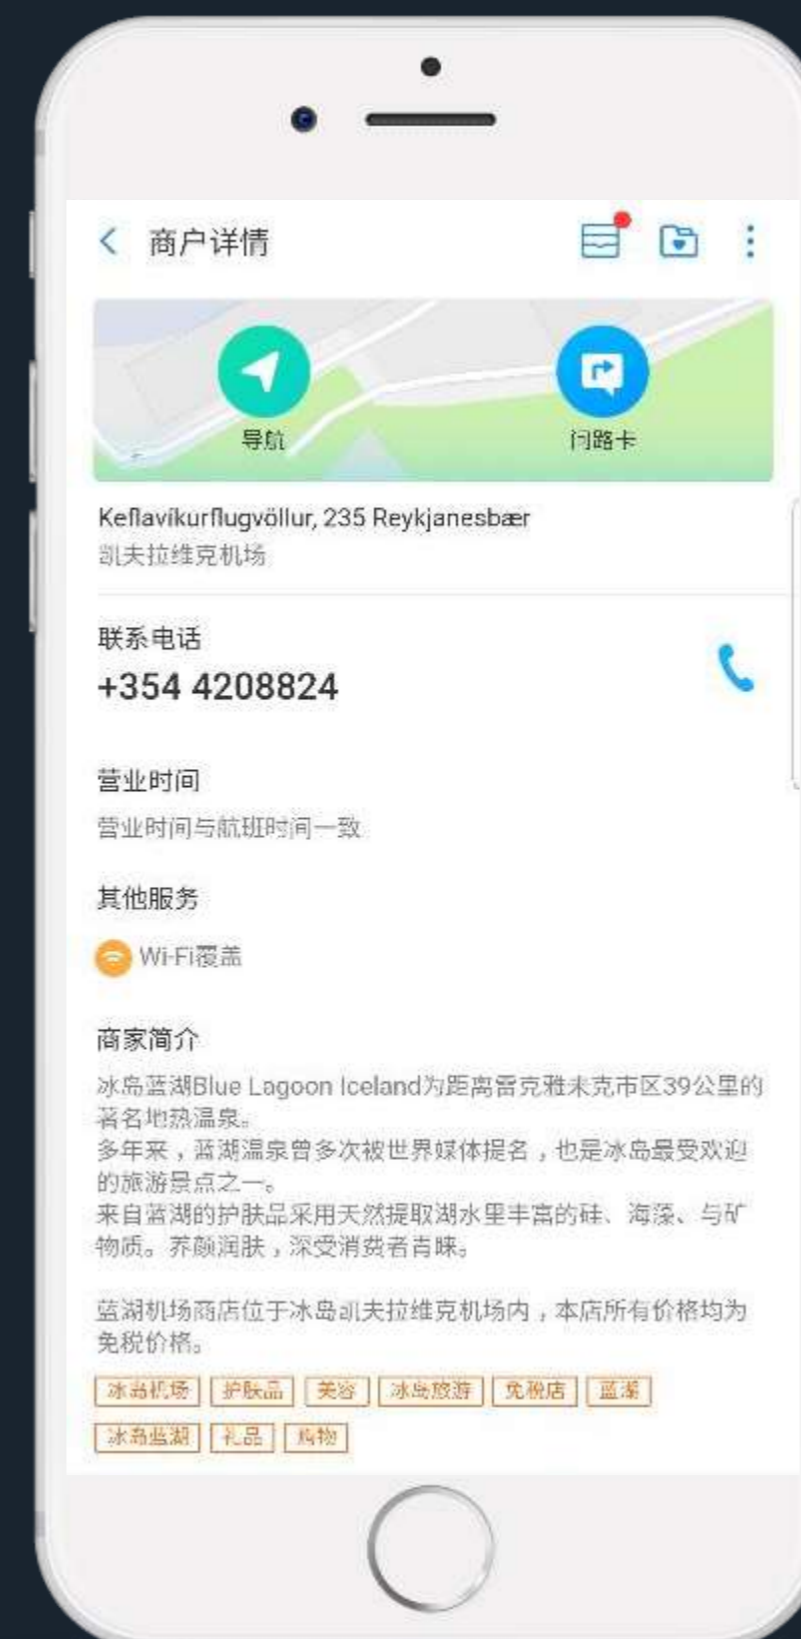 商户详情
导航
问路卡
Keflavíkurflugvöllur, 235 Reykjanesbær
凯夫拉维克机场
联系电话
+354 4208824
营业时间
营业时间与航班时间一致
其他服务
Wi-Fi覆盖
商家简介
冰岛蓝湖Blue Lagoon Iceland为距离雷克雅未克市区39公里的
著名地热温泉。
多年来，蓝湖温泉曾多次被世界媒体提名，也是冰岛最受欢迎
的旅游景点之一。
来自蓝湖的护肤品采用天然提取湖水里丰富的硅、海藻、与矿
物质。养颜润肤，深受消费者青睐。
蓝湖机场商店位于冰岛凯夫拉维克机场内，本店所有价格均为
免税价格。
冰岛机场 护肤品 美容 冰岛旅游 免税店 蓝湖
冰岛蓝湖 礼品 购物